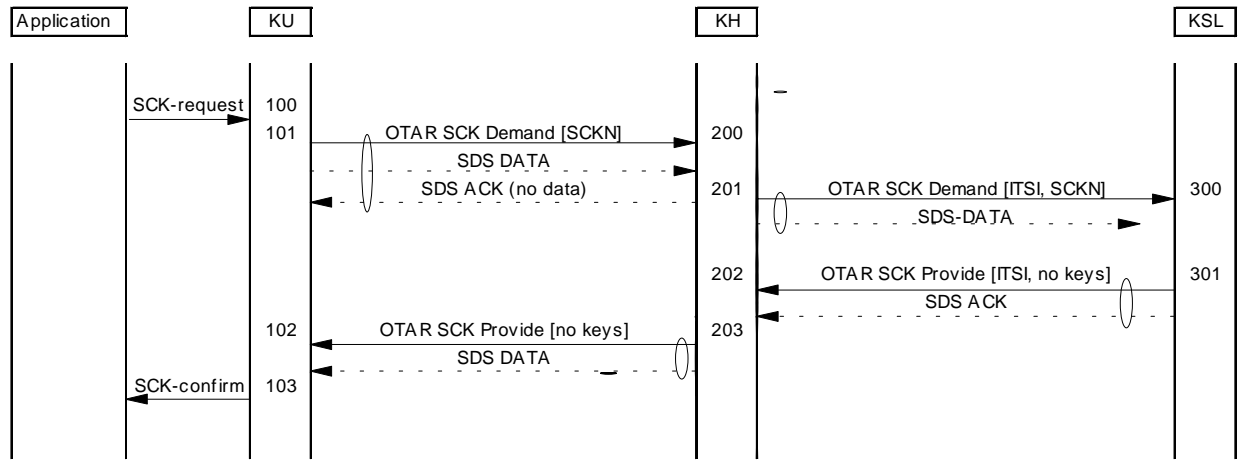 Application KU KH KSL
SCK-request 100
101 OTAR SCK Demand [SCKN] 200
SDS DATA
SDS ACK (no data) 201 OTAR SCK Demand [ITSI, SCKN] 300
SDS-DATA
202 OTAR SCK Provide [ITSI, no keys] 301
SDS ACK
102 OTAR SCK Provide [no keys] 203
SDS DATA
SCK-confirm 103